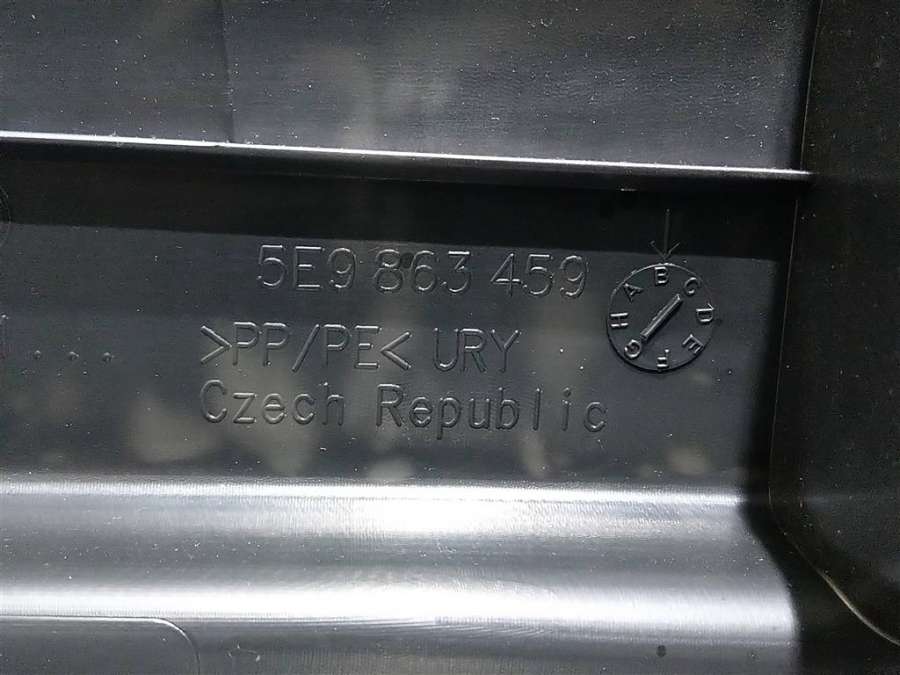 5E9 863 459
>PP/PE< URY
Czech Republic
A B C D E F G H